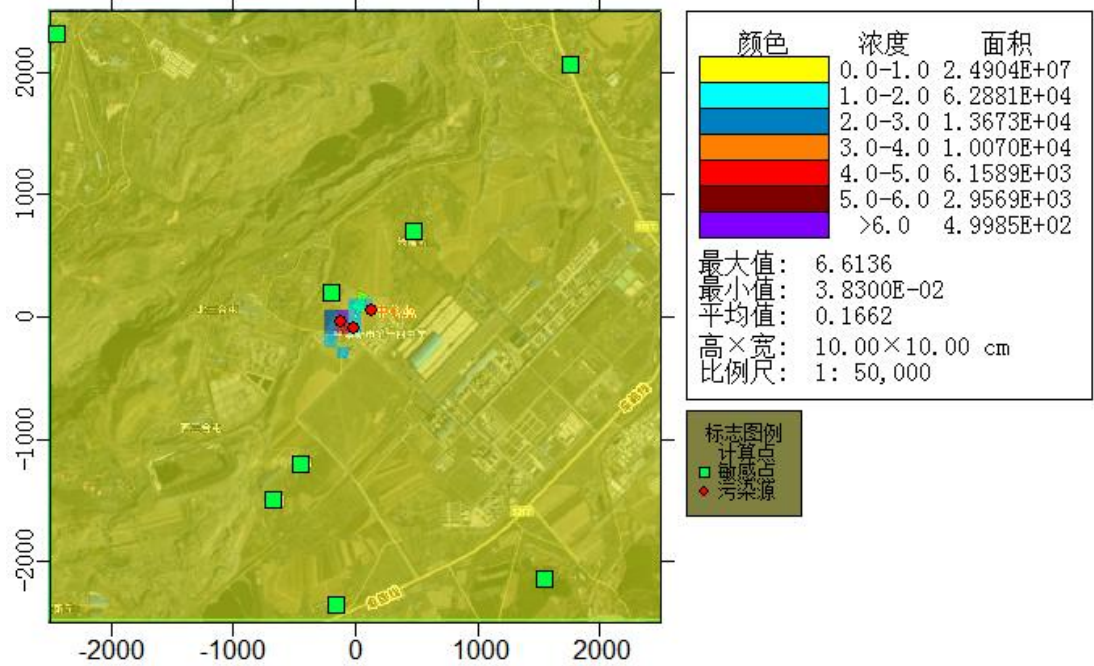 2000
1000
0
-1000
-2000
-2000
-1000
0
1000
2000
颜色 浓度 面积
0.0-1.0 2.4904E+07
1.0-2.0 6.2881E+04
2.0-3.0 1.3673E+04
3.0-4.0 1.0070E+04
4.0-5.0 6.1589E+03
5.0-6.0 2.9569E+03
>6.0 4.9985E+02
最大值: 6.6136
最小值: 3.8300E-02
平均值: 0.1662
高×宽: 10.00×10.00 cm
比例尺: 1: 50,000
标志图例
计算点
敏感点
污染源